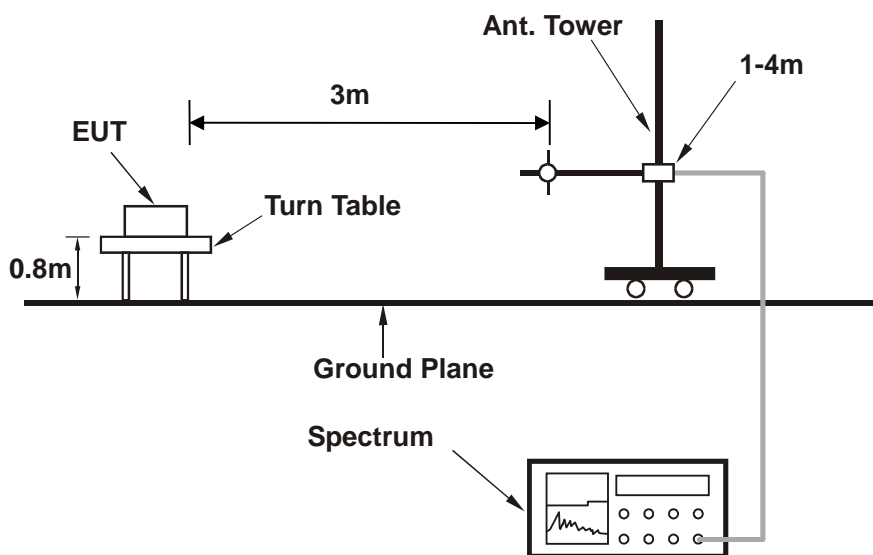 Ant. Tower
1-4m
3m
EUT
Turn Table
0.8m
Ground Plane
Spectrum